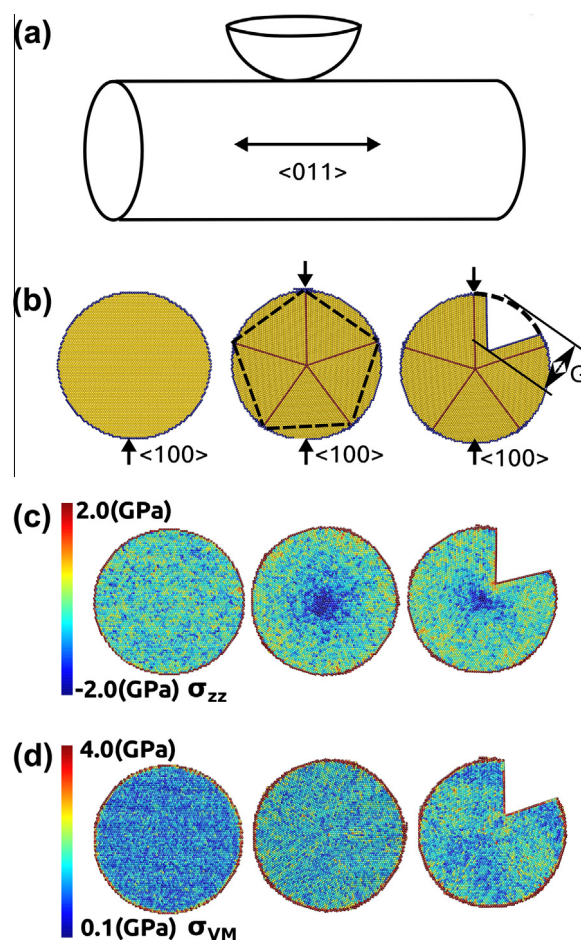 (a)
<011>
(b)
<100>
<100>
<100>
G
(c)
2.0(GPa)
-2.0(GPa) σzz
(d)
4.0(GPa)
0.1(GPa) σVM